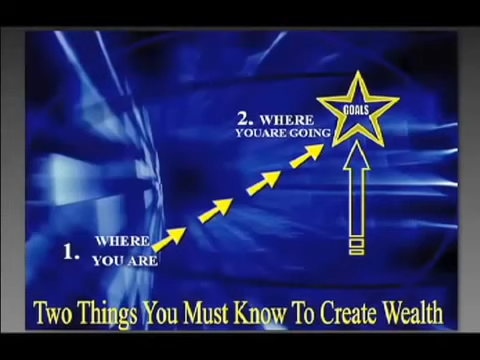 2. WHERE
YOUARE GOING
GOALS
1. WHERE
YOU ARE
Two Things You Must Know To Create Wealth